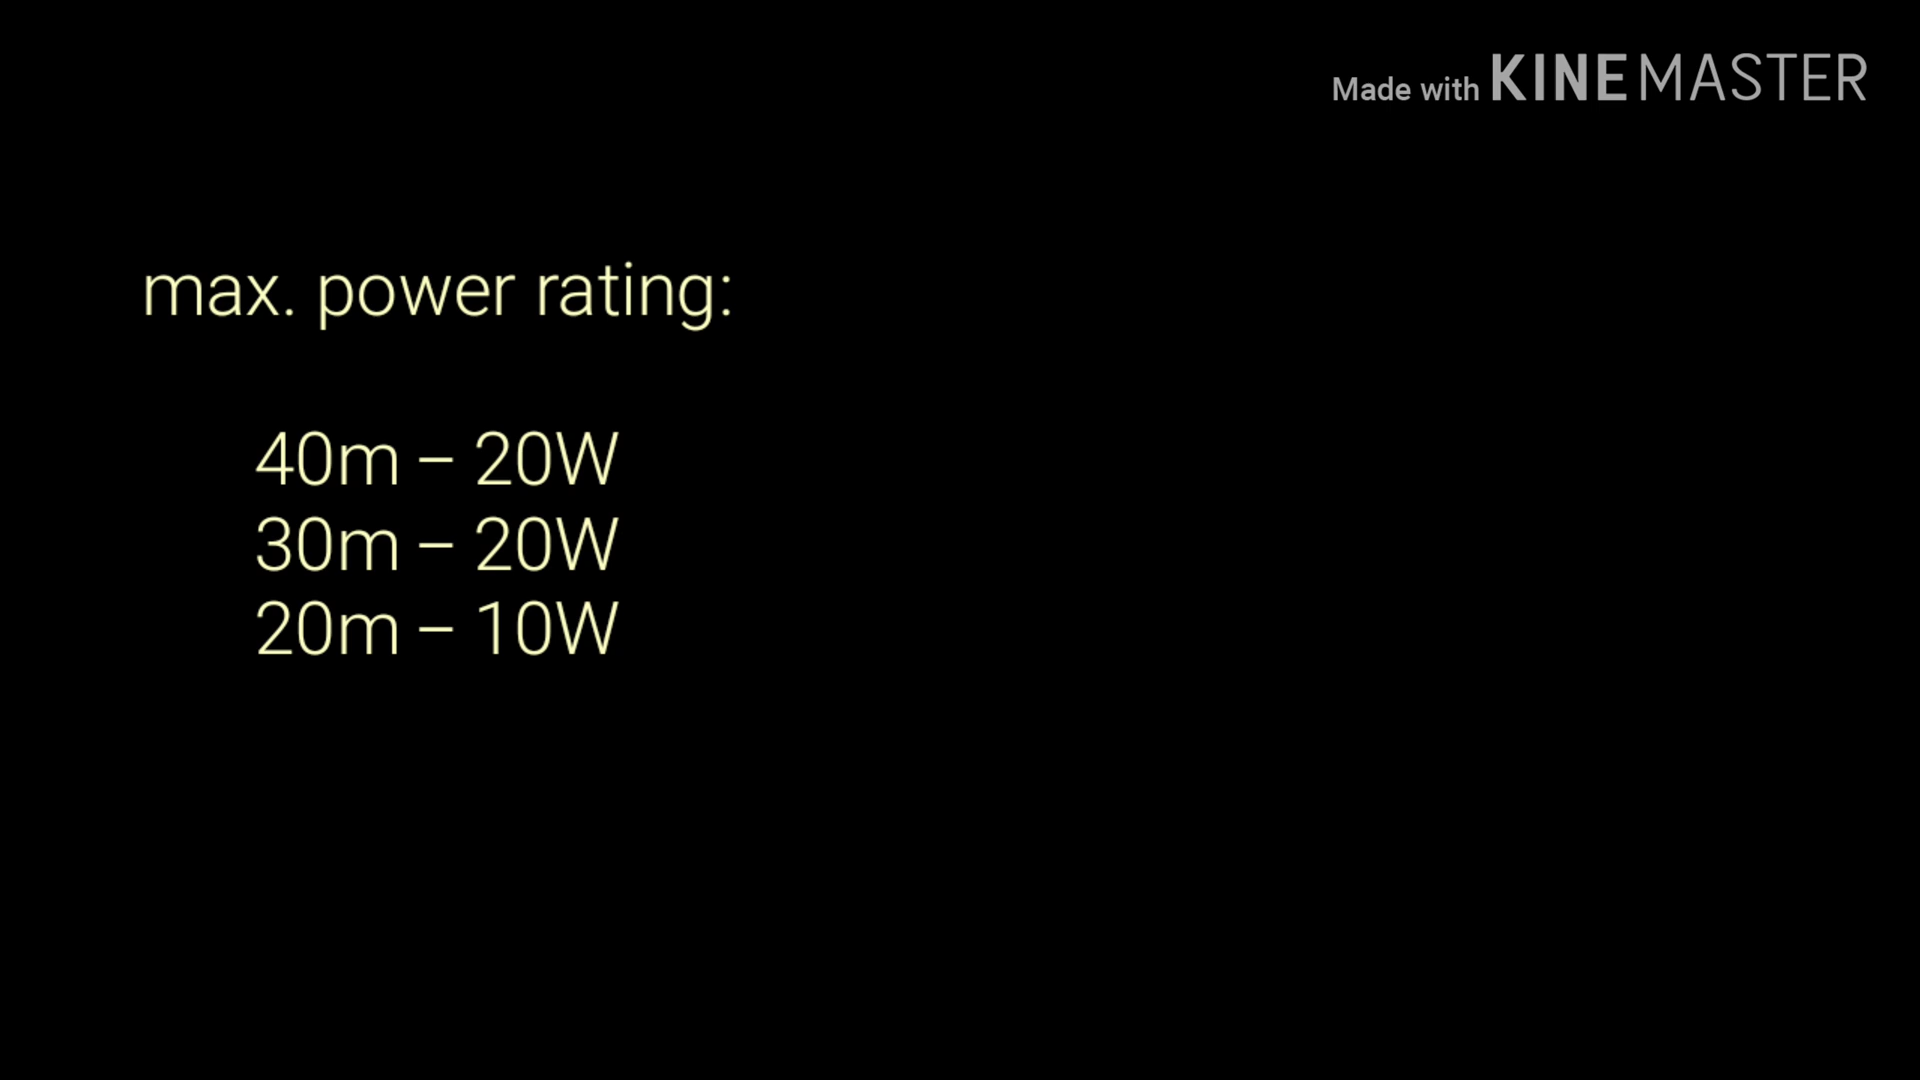 Made with KINEMASTER
max. power rating:
40m – 20W
30m – 20W
20m – 10W